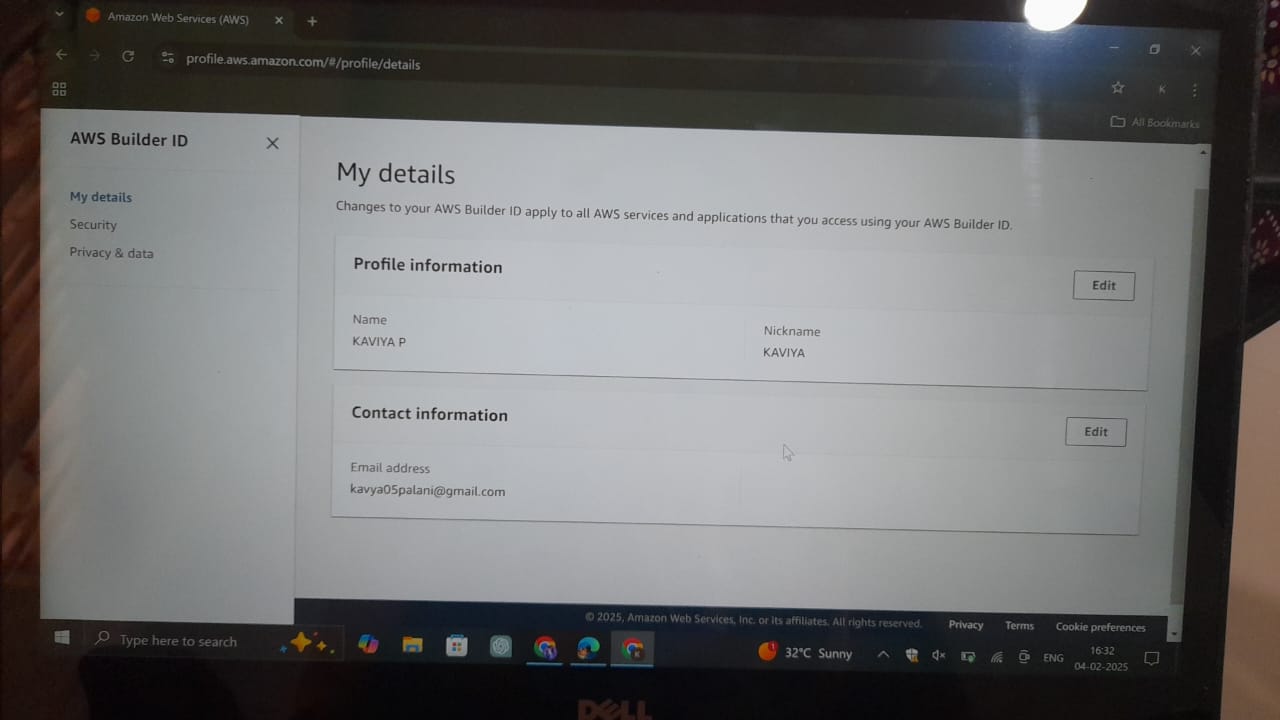 Amazon Web Services (AWS)
profile.aws.amazon.com/#/profile/details
K
All Bookmarks
AWS Builder ID
My details
Security
Privacy & data
My details
Changes to your AWS Builder ID apply to all AWS services and applications that you access using your AWS Builder ID.
Profile information
Edit
Name
KAVIYA P
Nickname
KAVIYA
Contact information
Edit
Email address
kavya05palani@gmail.com
© 2025, Amazon Web Services, Inc. or its affiliates. All rights reserved.
Privacy
Terms
Cookie preferences
Type here to search
32°C Sunny
ENG
16:32
04-02-2025
DELL